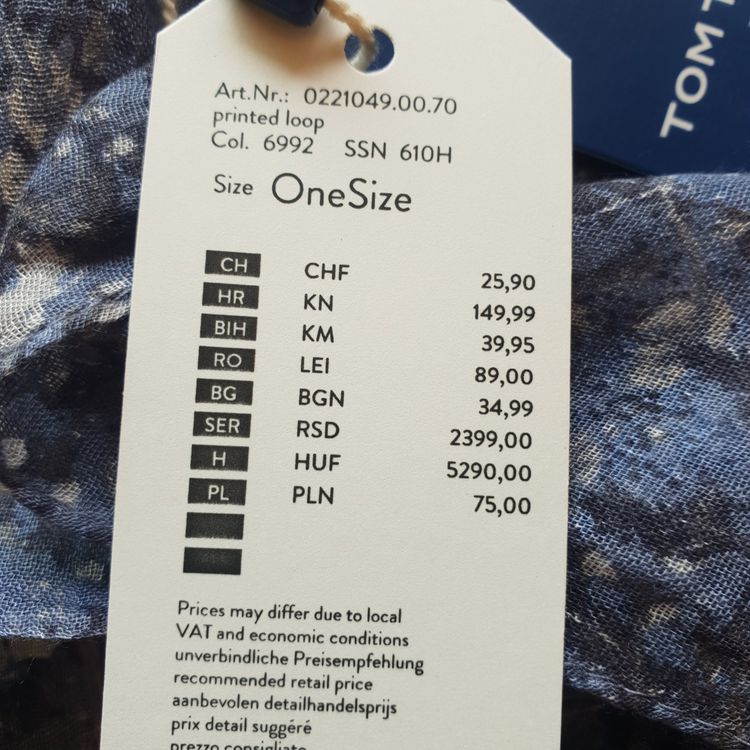 Art.Nr.: 0221049.00.70
printed loop
Col. 6992 SSN 610H
Size OneSize
CH CHF 25,90
HR KN 149,99
BIH KM 39,95
RO LEI 89,00
BG BGN 34,99
SER RSD 2399,00
H HUF 5290,00
PL PLN 75,00
Prices may differ due to local
VAT and economic conditions
unverbindliche Preisempfehlung
recommended retail price
aanbevolen detailhandelsprijs
prix detail suggéré
prezzo consigliato
TOM